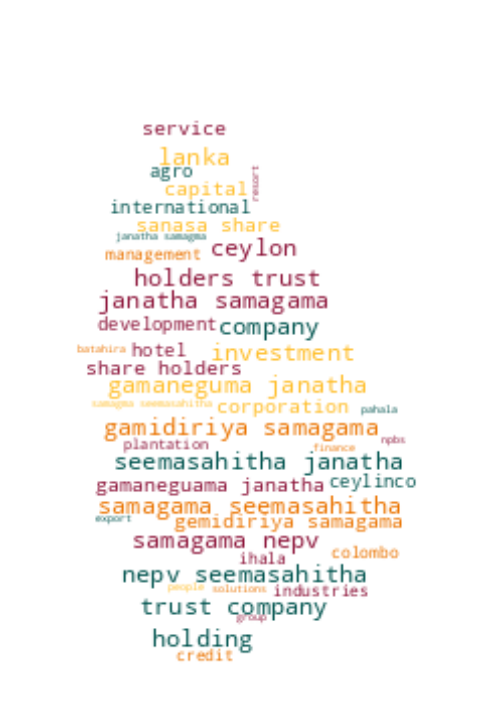 service
lanka
agro
resort
capital
international
sanasa share
janatha samagma
ceylon
management
holders trust
janatha samagama
development company
batahira hotel investment
share holders
gamaneguma janatha
samagma seemasahitha corporation pahala
gamidiriya samagama
plantation finance npbs
seemasahitha janatha
gamaneguama janatha ceylinco
samagama seemasahitha
export gemidiriya samagama
samagama nepv
ihala colombo
nepv seemasahitha
people solutions industries
trust company
group
holding
credit